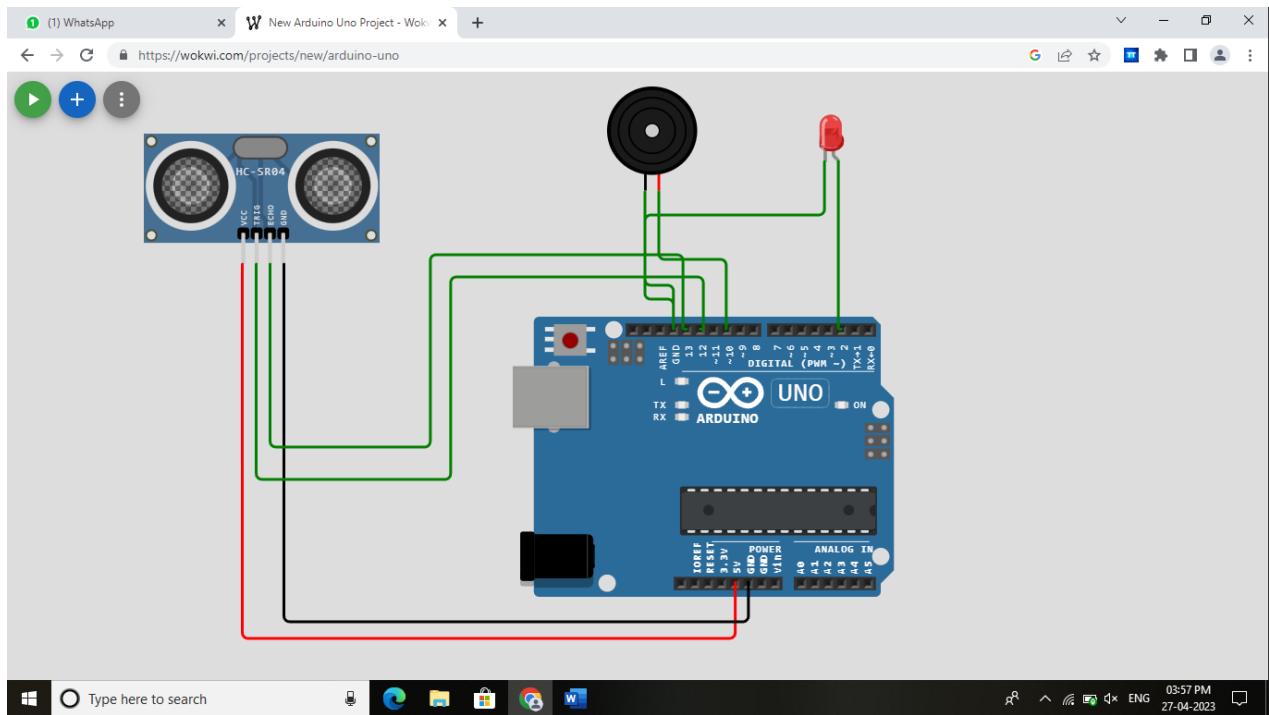 (1) WhatsApp
New Arduino Uno Project - Wokw
https://wokwi.com/projects/new/arduino-uno
HC-SR04
VCC
TRIG
ECHO
GND
AREF
GND
13
12
~11
~10
~9
8
7
~6
~5
4
~3
2
TX→1
RX←0
DIGITAL (PWM ~)
L
TX
RX
ARDUINO
UNO
ON
IOREF
RESET
3.3V
5V
GND
GND
Vin
POWER
ANALOG IN
A0
A1
A2
A3
A4
A5
Type here to search
W
ENG
03:57 PM
27-04-2023